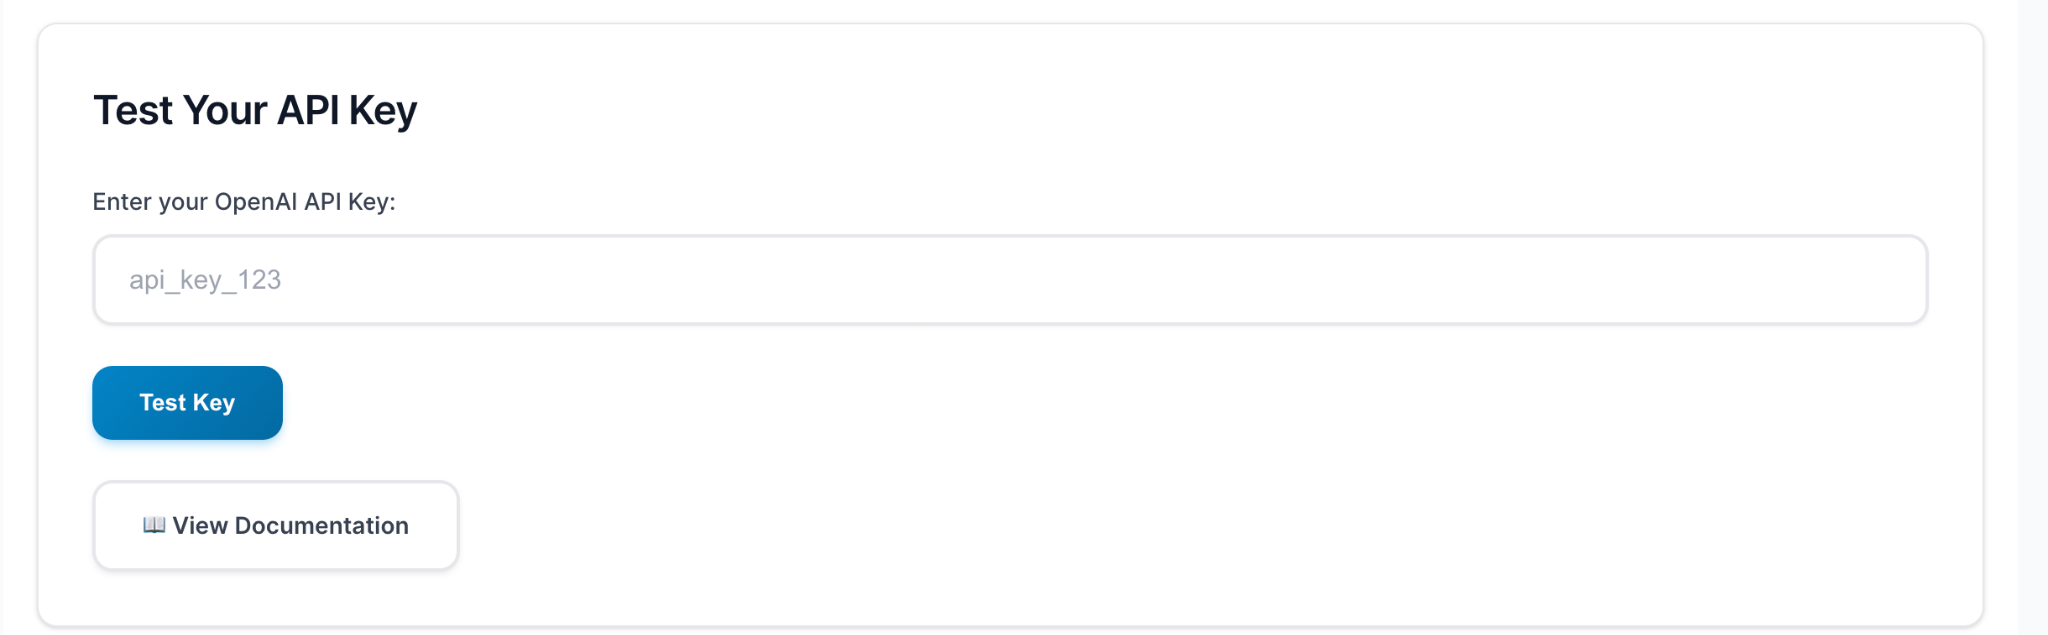 Test Your API Key
Enter your OpenAI API Key:
api_key_123
Test Key
📖 View Documentation